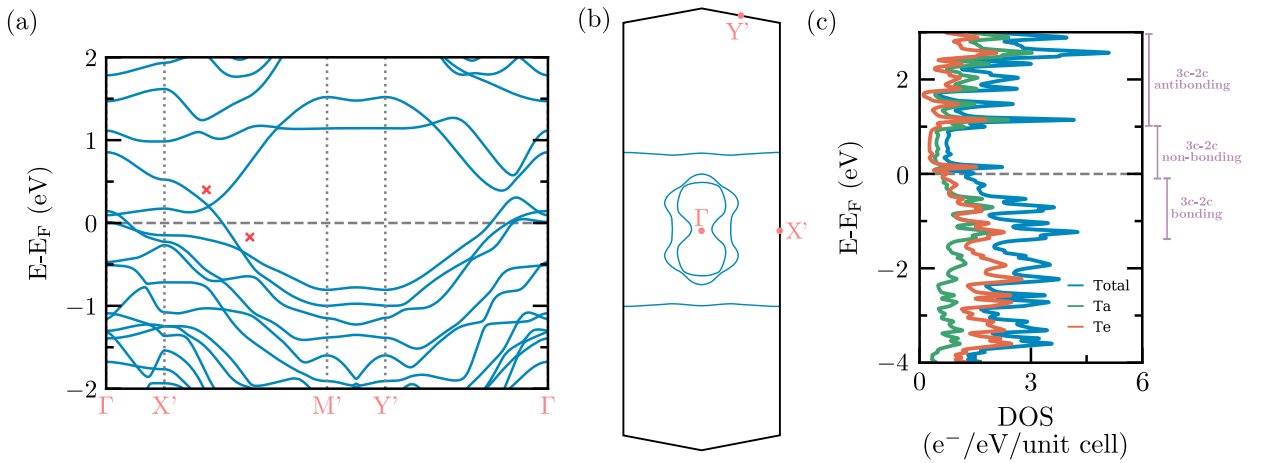 (a)
E-E_F (eV)
2
1
0
−1
−2
Γ
X'
M'
Y'
Γ
(b)
Y'
Γ
X'
(c)
E-E_F (eV)
2
0
−2
−4
0
3
6
DOS
(e⁻/eV/unit cell)
Total
Ta
Te
3c-2c
antibonding
3c-2c
non-bonding
3c-2c
bonding